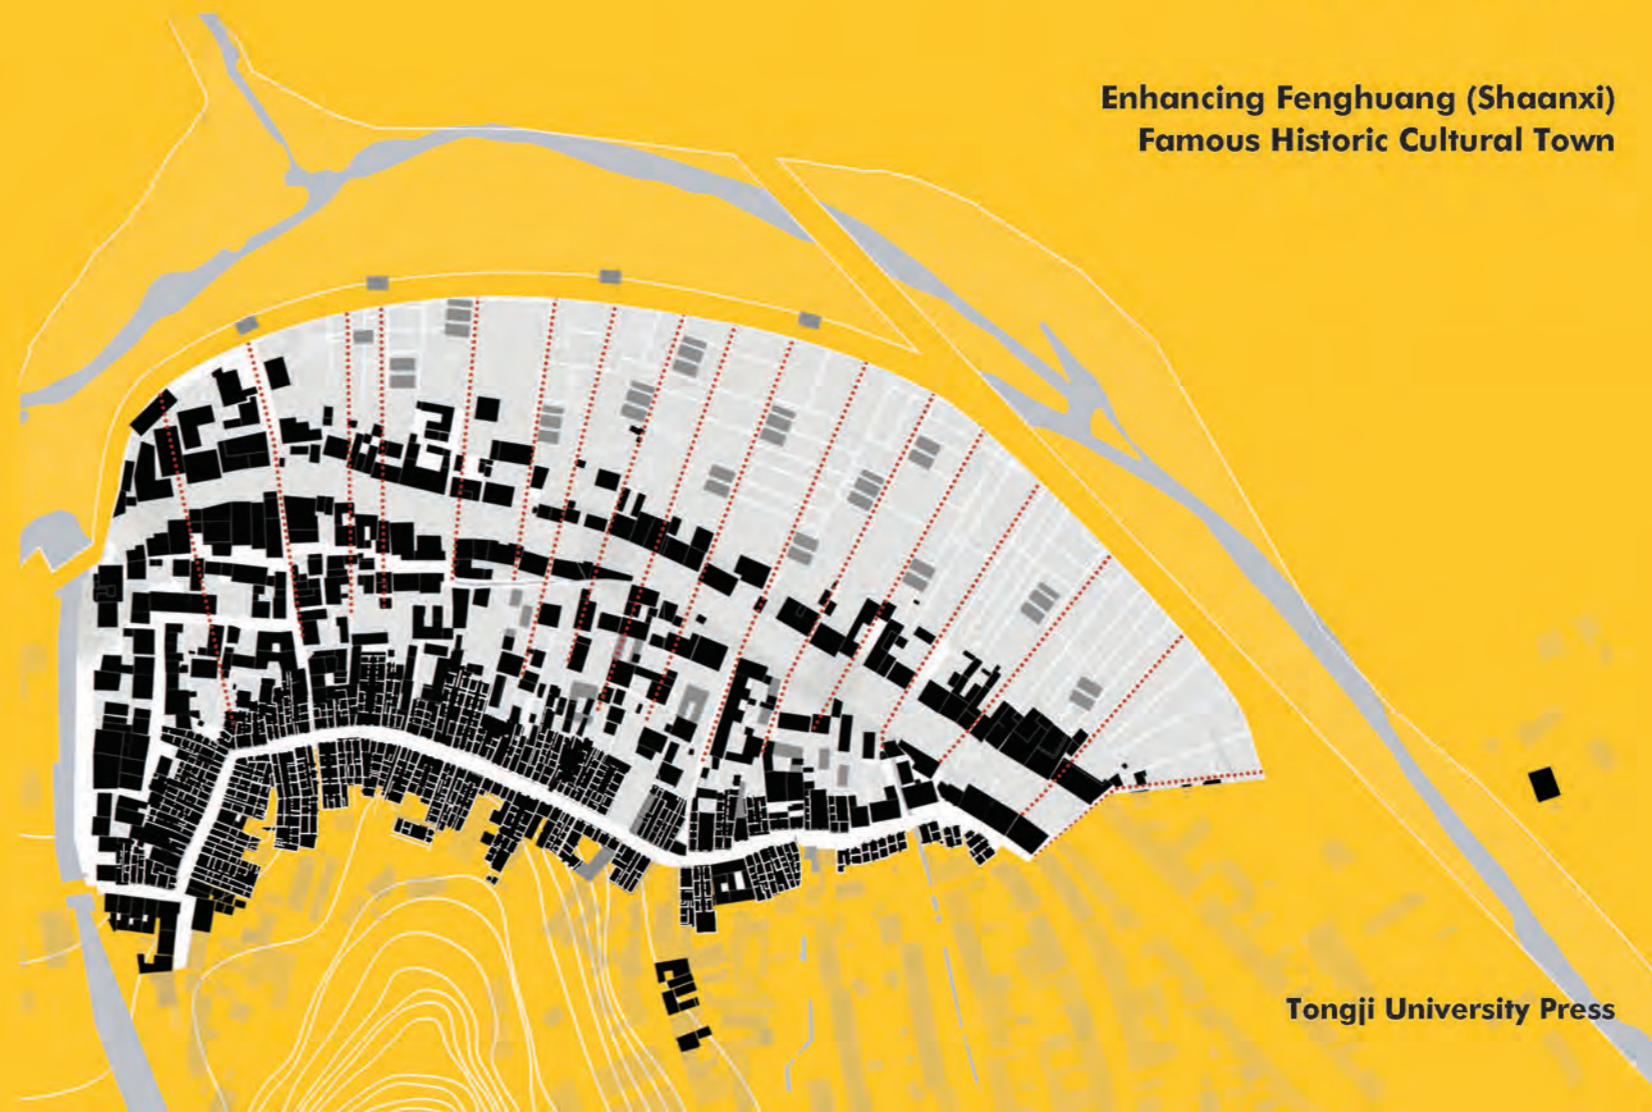 Enhancing Fenghuang (Shaanxi)
Famous Historic Cultural Town
Tongji University Press